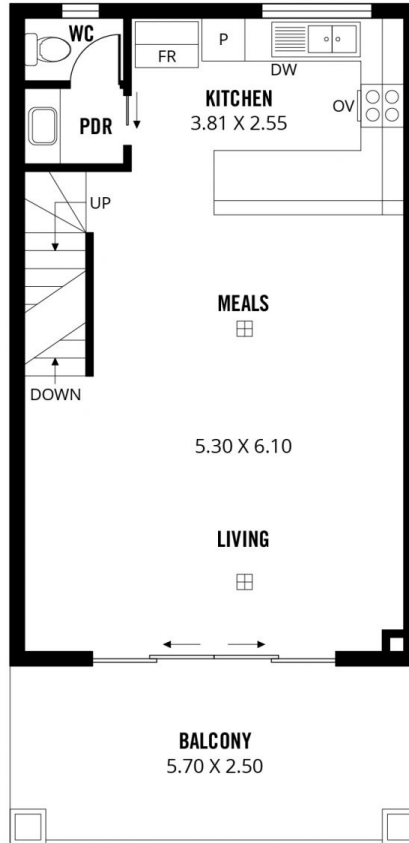 WC
FR
P
DW
KITCHEN
3.81 X 2.55
OV
PDR
UP
MEALS
DOWN
5.30 X 6.10
LIVING
BALCONY
5.70 X 2.50